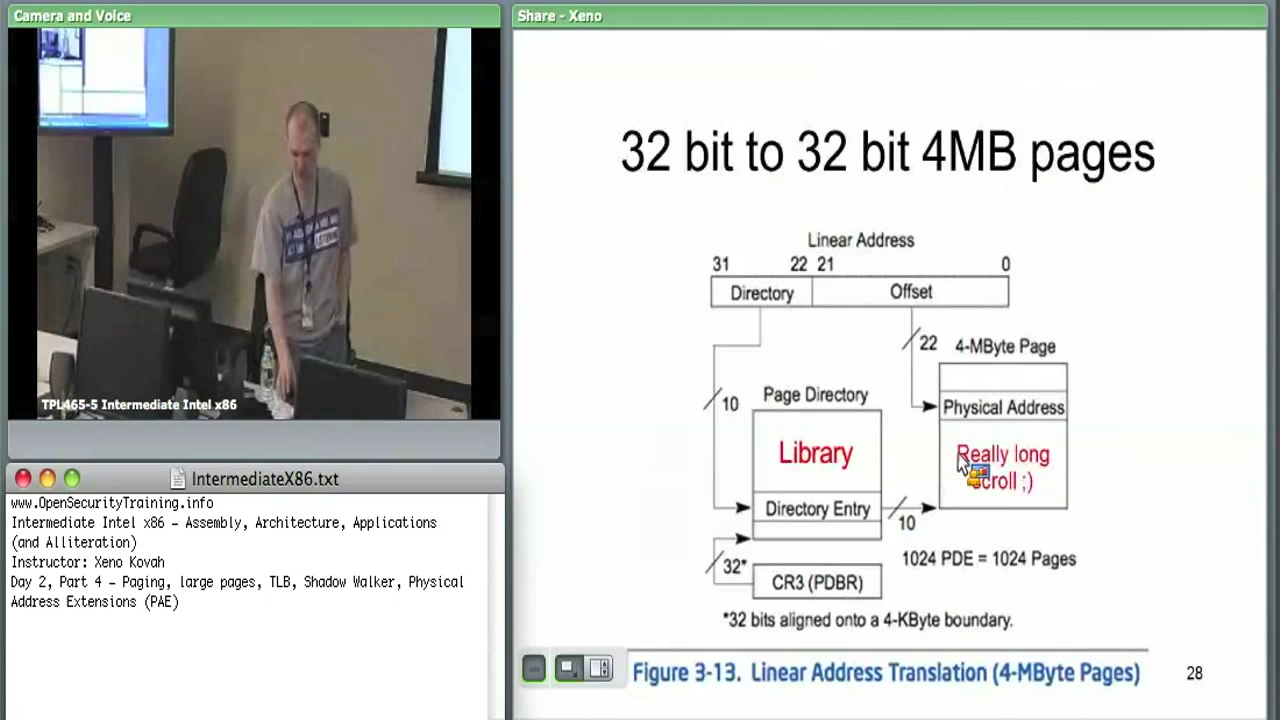 Camera and Voice
TPL465-5 Intermediate Intel x86
IntermediateX86.txt
www.OpenSecurityTraining.info
Intermediate Intel x86 – Assembly, Architecture, Applications
(and Alliteration)
Instructor: Xeno Kovah
Day 2, Part 4 – Paging, large pages, TLB, Shadow Walker, Physical
Address Extensions (PAE)
Share - Xeno
32 bit to 32 bit 4MB pages
Linear Address
31 22 21 0
Directory Offset
22 4-MByte Page
10 Page Directory
Physical Address
Library
Really long
scroll ;)
Directory Entry
10
1024 PDE = 1024 Pages
32*
CR3 (PDBR)
*32 bits aligned onto a 4-KByte boundary.
Figure 3-13. Linear Address Translation (4-MByte Pages)
28